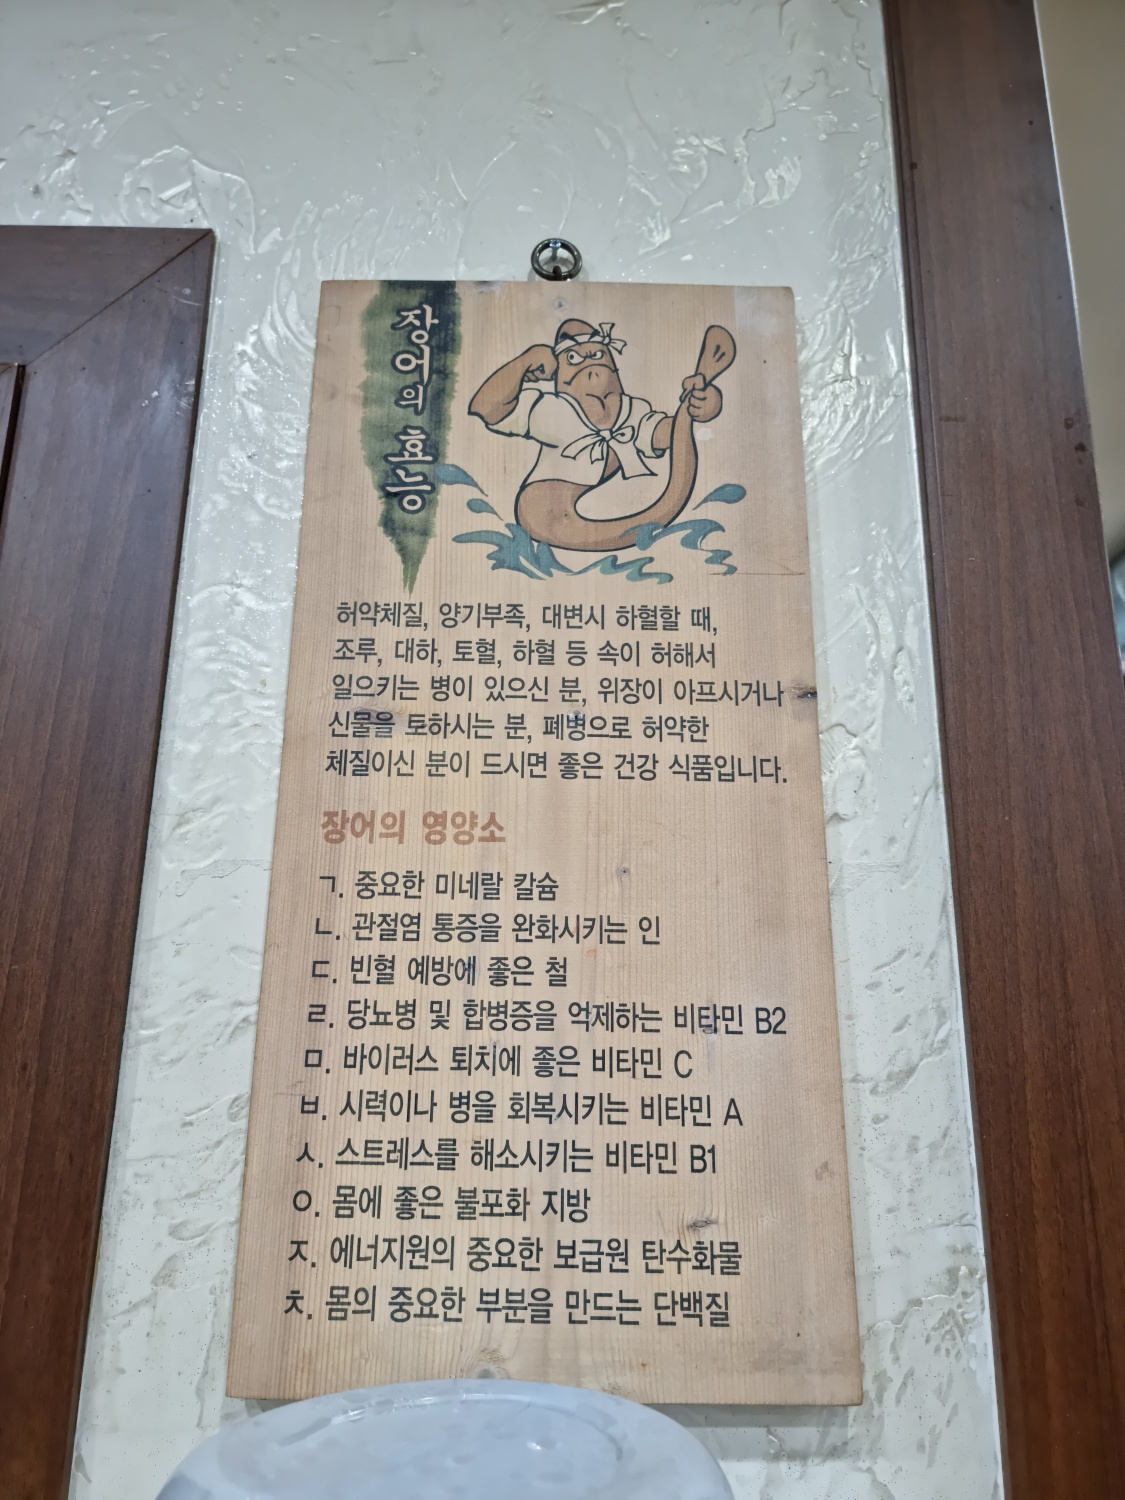 장어의 효능
허약체질, 양기부족, 대변시 하혈할 때,
조루, 대하, 토혈, 하혈 등 속이 허해서
일으키는 병이 있으신 분, 위장이 아프시거나
신물을 토하시는 분, 폐병으로 허약한
체질이신 분이 드시면 좋은 건강 식품입니다.
장어의 영양소
ㄱ. 중요한 미네랄 칼슘
ㄴ. 관절염 통증을 완화시키는 인
ㄷ. 빈혈 예방에 좋은 철
ㄹ. 당뇨병 및 합병증을 억제하는 비타민 B2
ㅁ. 바이러스 퇴치에 좋은 비타민 C
ㅂ. 시력이나 병을 회복시키는 비타민 A
ㅅ. 스트레스를 해소시키는 비타민 B1
ㅇ. 몸에 좋은 불포화 지방
ㅈ. 에너지원의 중요한 보급원 탄수화물
ㅊ. 몸의 중요한 부분을 만드는 단백질